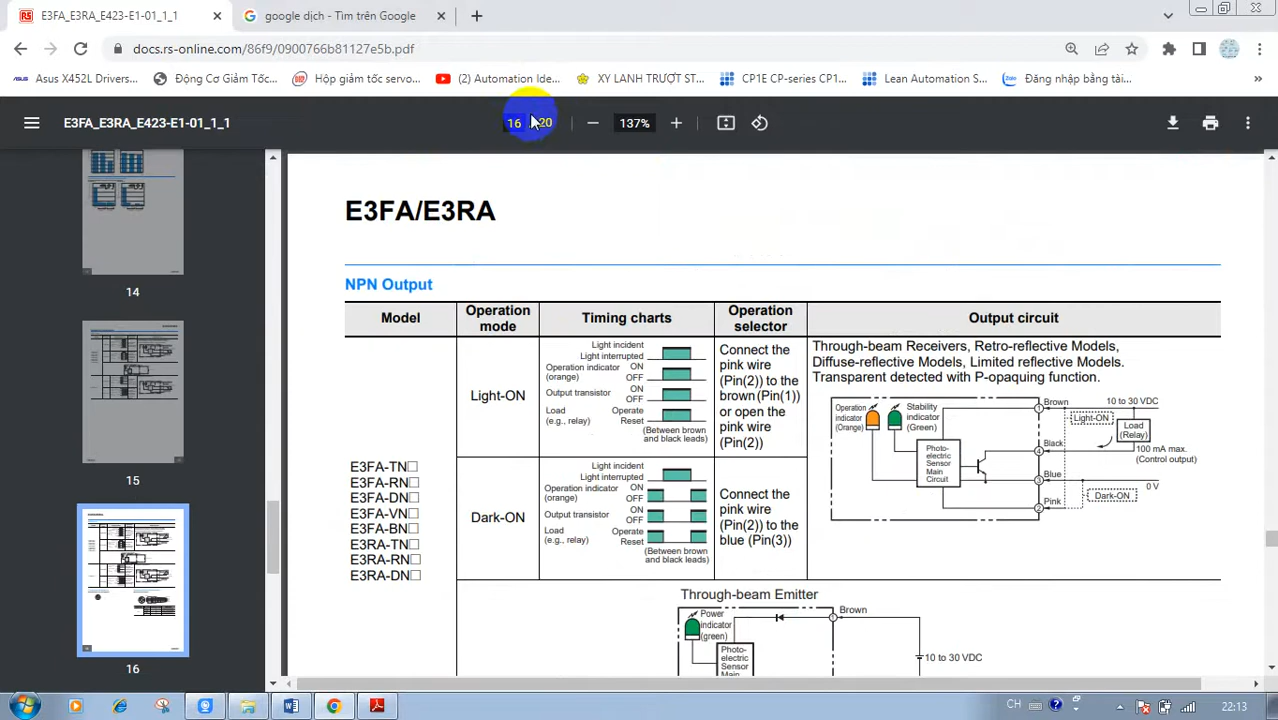 E3FA_E3RA_E423-E1-01_1_1
google dịch - Tìm trên Google
docs.rs-online.com/86f9/0900766b81127e5b.pdf
Asus X452L Drivers...
Động Cơ Giảm Tốc...
Hộp giảm tốc servo...
(2) Automation Ide...
XY LANH TRƯỢT ST...
CP1E CP-series CP1...
Lean Automation S...
Zalo
Đăng nhập bằng tài...
E3FA_E3RA_E423-E1-01_1_1
16
20
137%
14
15
16
E3FA/E3RA
NPN Output
Model
Operation mode
Timing charts
Operation selector
Output circuit
E3FA-TN□
E3FA-RN□
E3FA-DN□
E3FA-VN□
E3FA-BN□
E3RA-TN□
E3RA-RN□
E3RA-DN□
Light-ON
Light incident
Light interrupted
Operation indicator (orange)
ON
OFF
Output transistor
ON
OFF
Load (e.g., relay)
Operate
Reset
(Between brown and black leads)
Connect the
pink wire
(Pin(2)) to the
brown (Pin(1))
or open the
pink wire
(Pin(2))
Dark-ON
Light incident
Light interrupted
Operation indicator (orange)
ON
OFF
Output transistor
ON
OFF
Load (e.g., relay)
Operate
Reset
(Between brown and black leads)
Connect the
pink wire
(Pin(2)) to the
blue (Pin(3))
Through-beam Receivers, Retro-reflective Models,
Diffuse-reflective Models, Limited reflective Models.
Transparent detected with P-opaquing function.
Operation indicator (Orange)
Stability indicator (Green)
Photo-electric Sensor Main Circuit
Brown
1
10 to 30 VDC
Light-ON
Load (Relay)
Black
4
100 mA max.
(Control output)
Blue
3
0 V
Dark-ON
Pink
2
Through-beam Emitter
Power indicator (green)
Brown
1
Photo-
electric
Sensor
10 to 30 VDC
CH
22:13